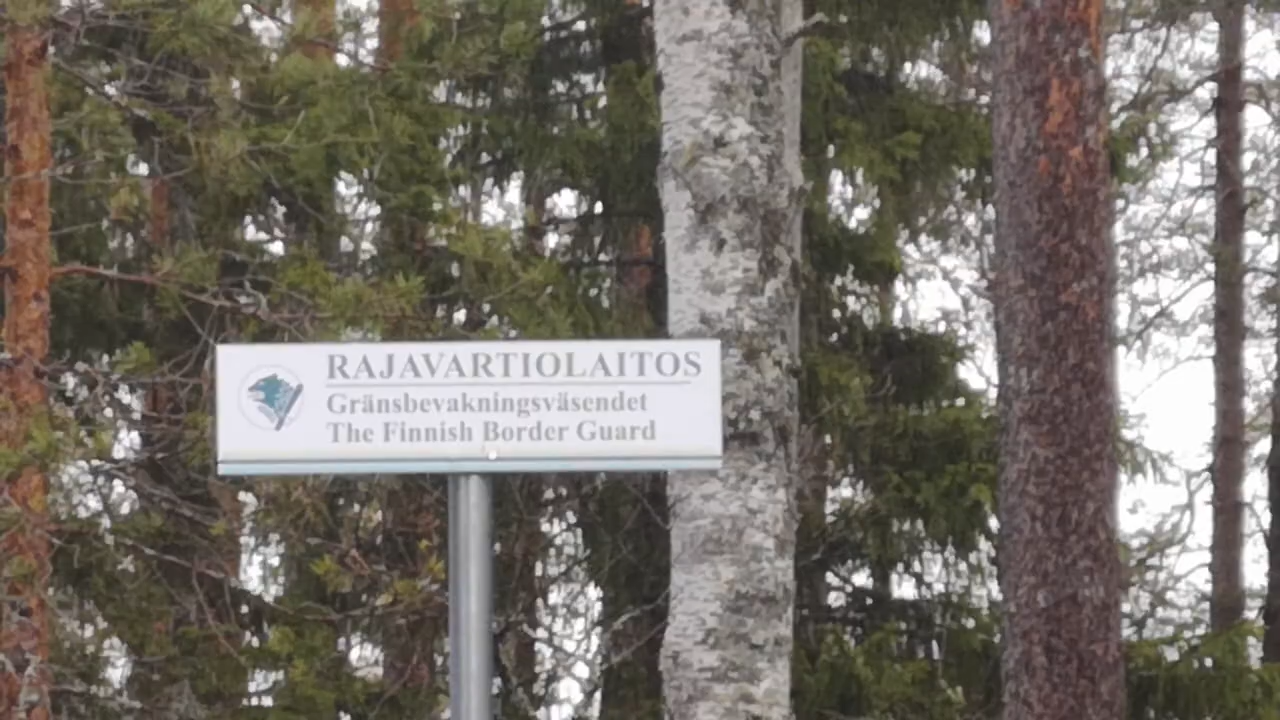 RAJAVARTIOLAITOS
Gränsbevakningsväsendet
The Finnish Border Guard